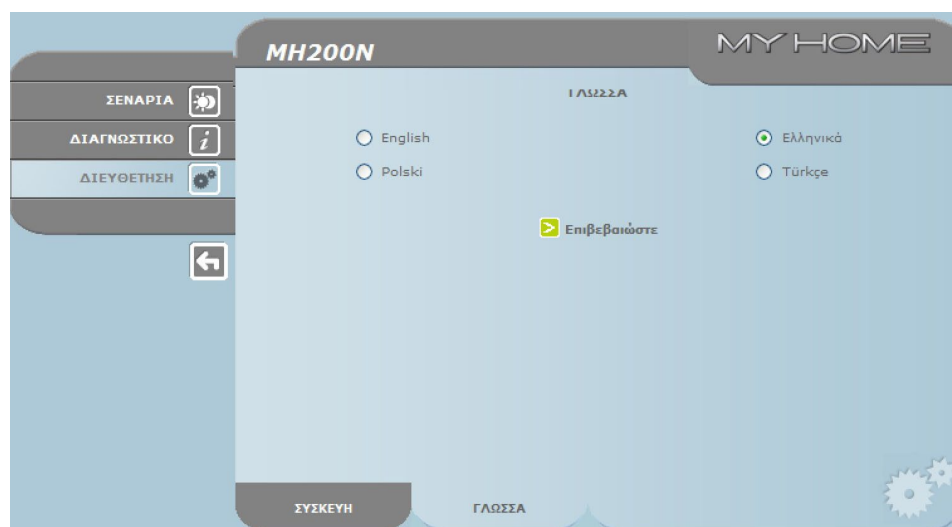 MH200N
MY HOME
ΣΕΝΑΡΙΑ
ΔΙΑΓΝΩΣΤΙΚΟ
ΔΙΕΥΘΕΤΗΣΗ
ΓΛΩΣΣΑ
English
Ελληνικά
Polski
Türkçe
Επιβεβαιώστε
ΣΥΣΚΕΥΗ
ΓΛΩΣΣΑ